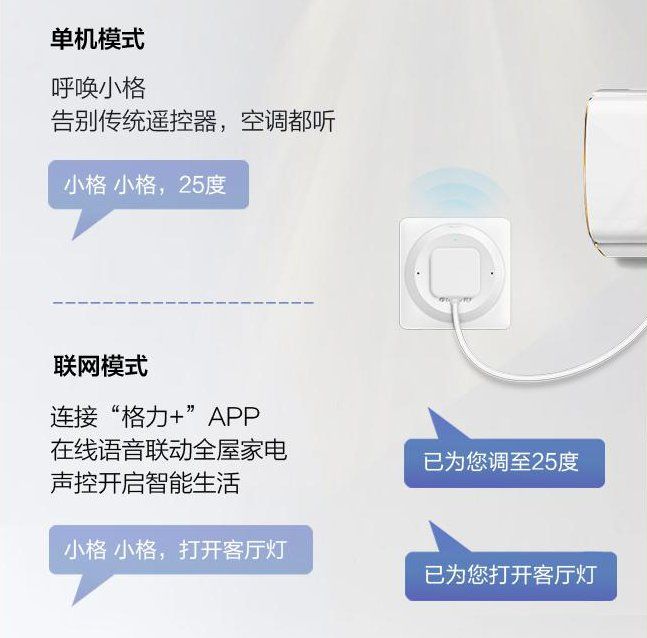 单机模式
呼唤小格
告别传统遥控器，空调都听
小格 小格，25度
联网模式
连接“格力+”APP
在线语音联动全屋家电
声控开启智能生活
已为您调至25度
小格 小格，打开客厅灯
已为您打开客厅灯